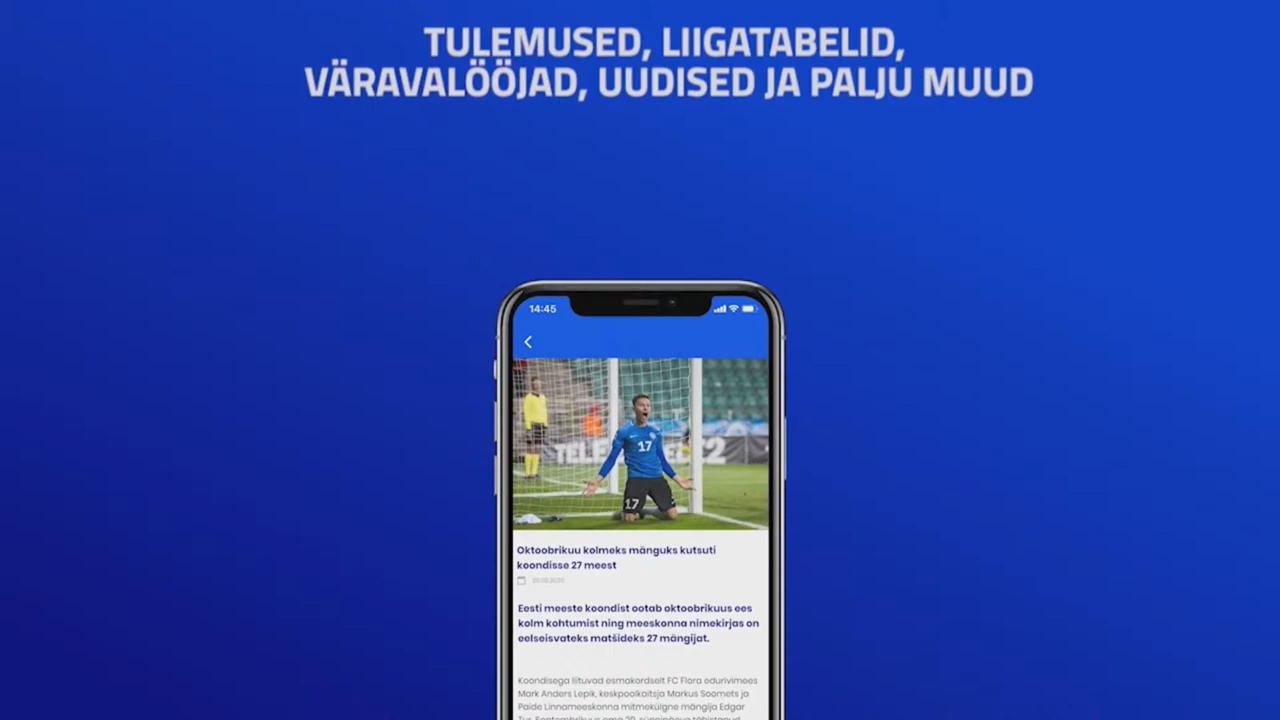 TULEMUSED, LIIGATABELID,
VÄRAVALÖÖJAD, UUDISED JA PALJU MUUD
14:45
17
17
Oktoobrikuu kolmeks mänguks kutsuti
koondisse 27 meest
Eesti meeste koondist ootab oktoobrikuus ees
kolm kohtumist ning meeskonna nimekirjas on
eelseisvateks matšideks 27 mängijat.
Koondisega liituvad esmakordselt FC Flora edurivimees
Mark Anders Lepik, keskpoolkaitsja Markus Soomets ja
Paide Linnameeskonna mitmekülgne mängija Edgar